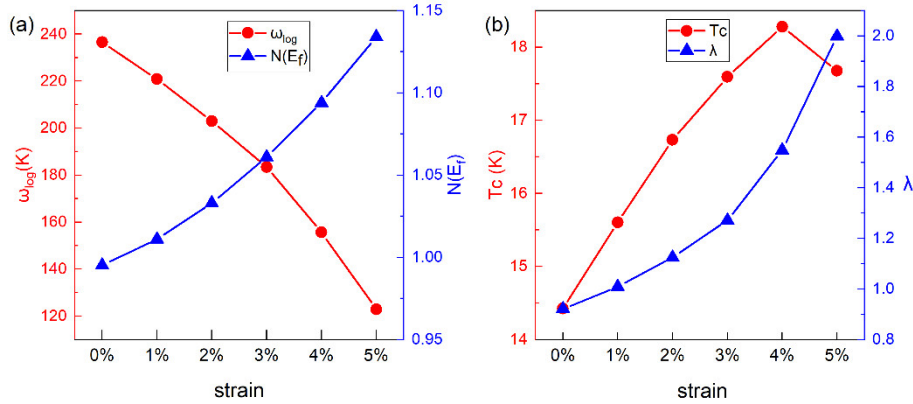 (a)
ω_log
N(E_f)
240
220
200
180
160
140
120
ω_log(K)
1.15
1.10
1.05
1.00
0.95
N(E_f)
0% 1% 2% 3% 4% 5%
strain
(b)
Tc
λ
18
17
16
15
14
Tc (K)
2.0
1.8
1.6
1.4
1.2
1.0
0.8
λ
0% 1% 2% 3% 4% 5%
strain